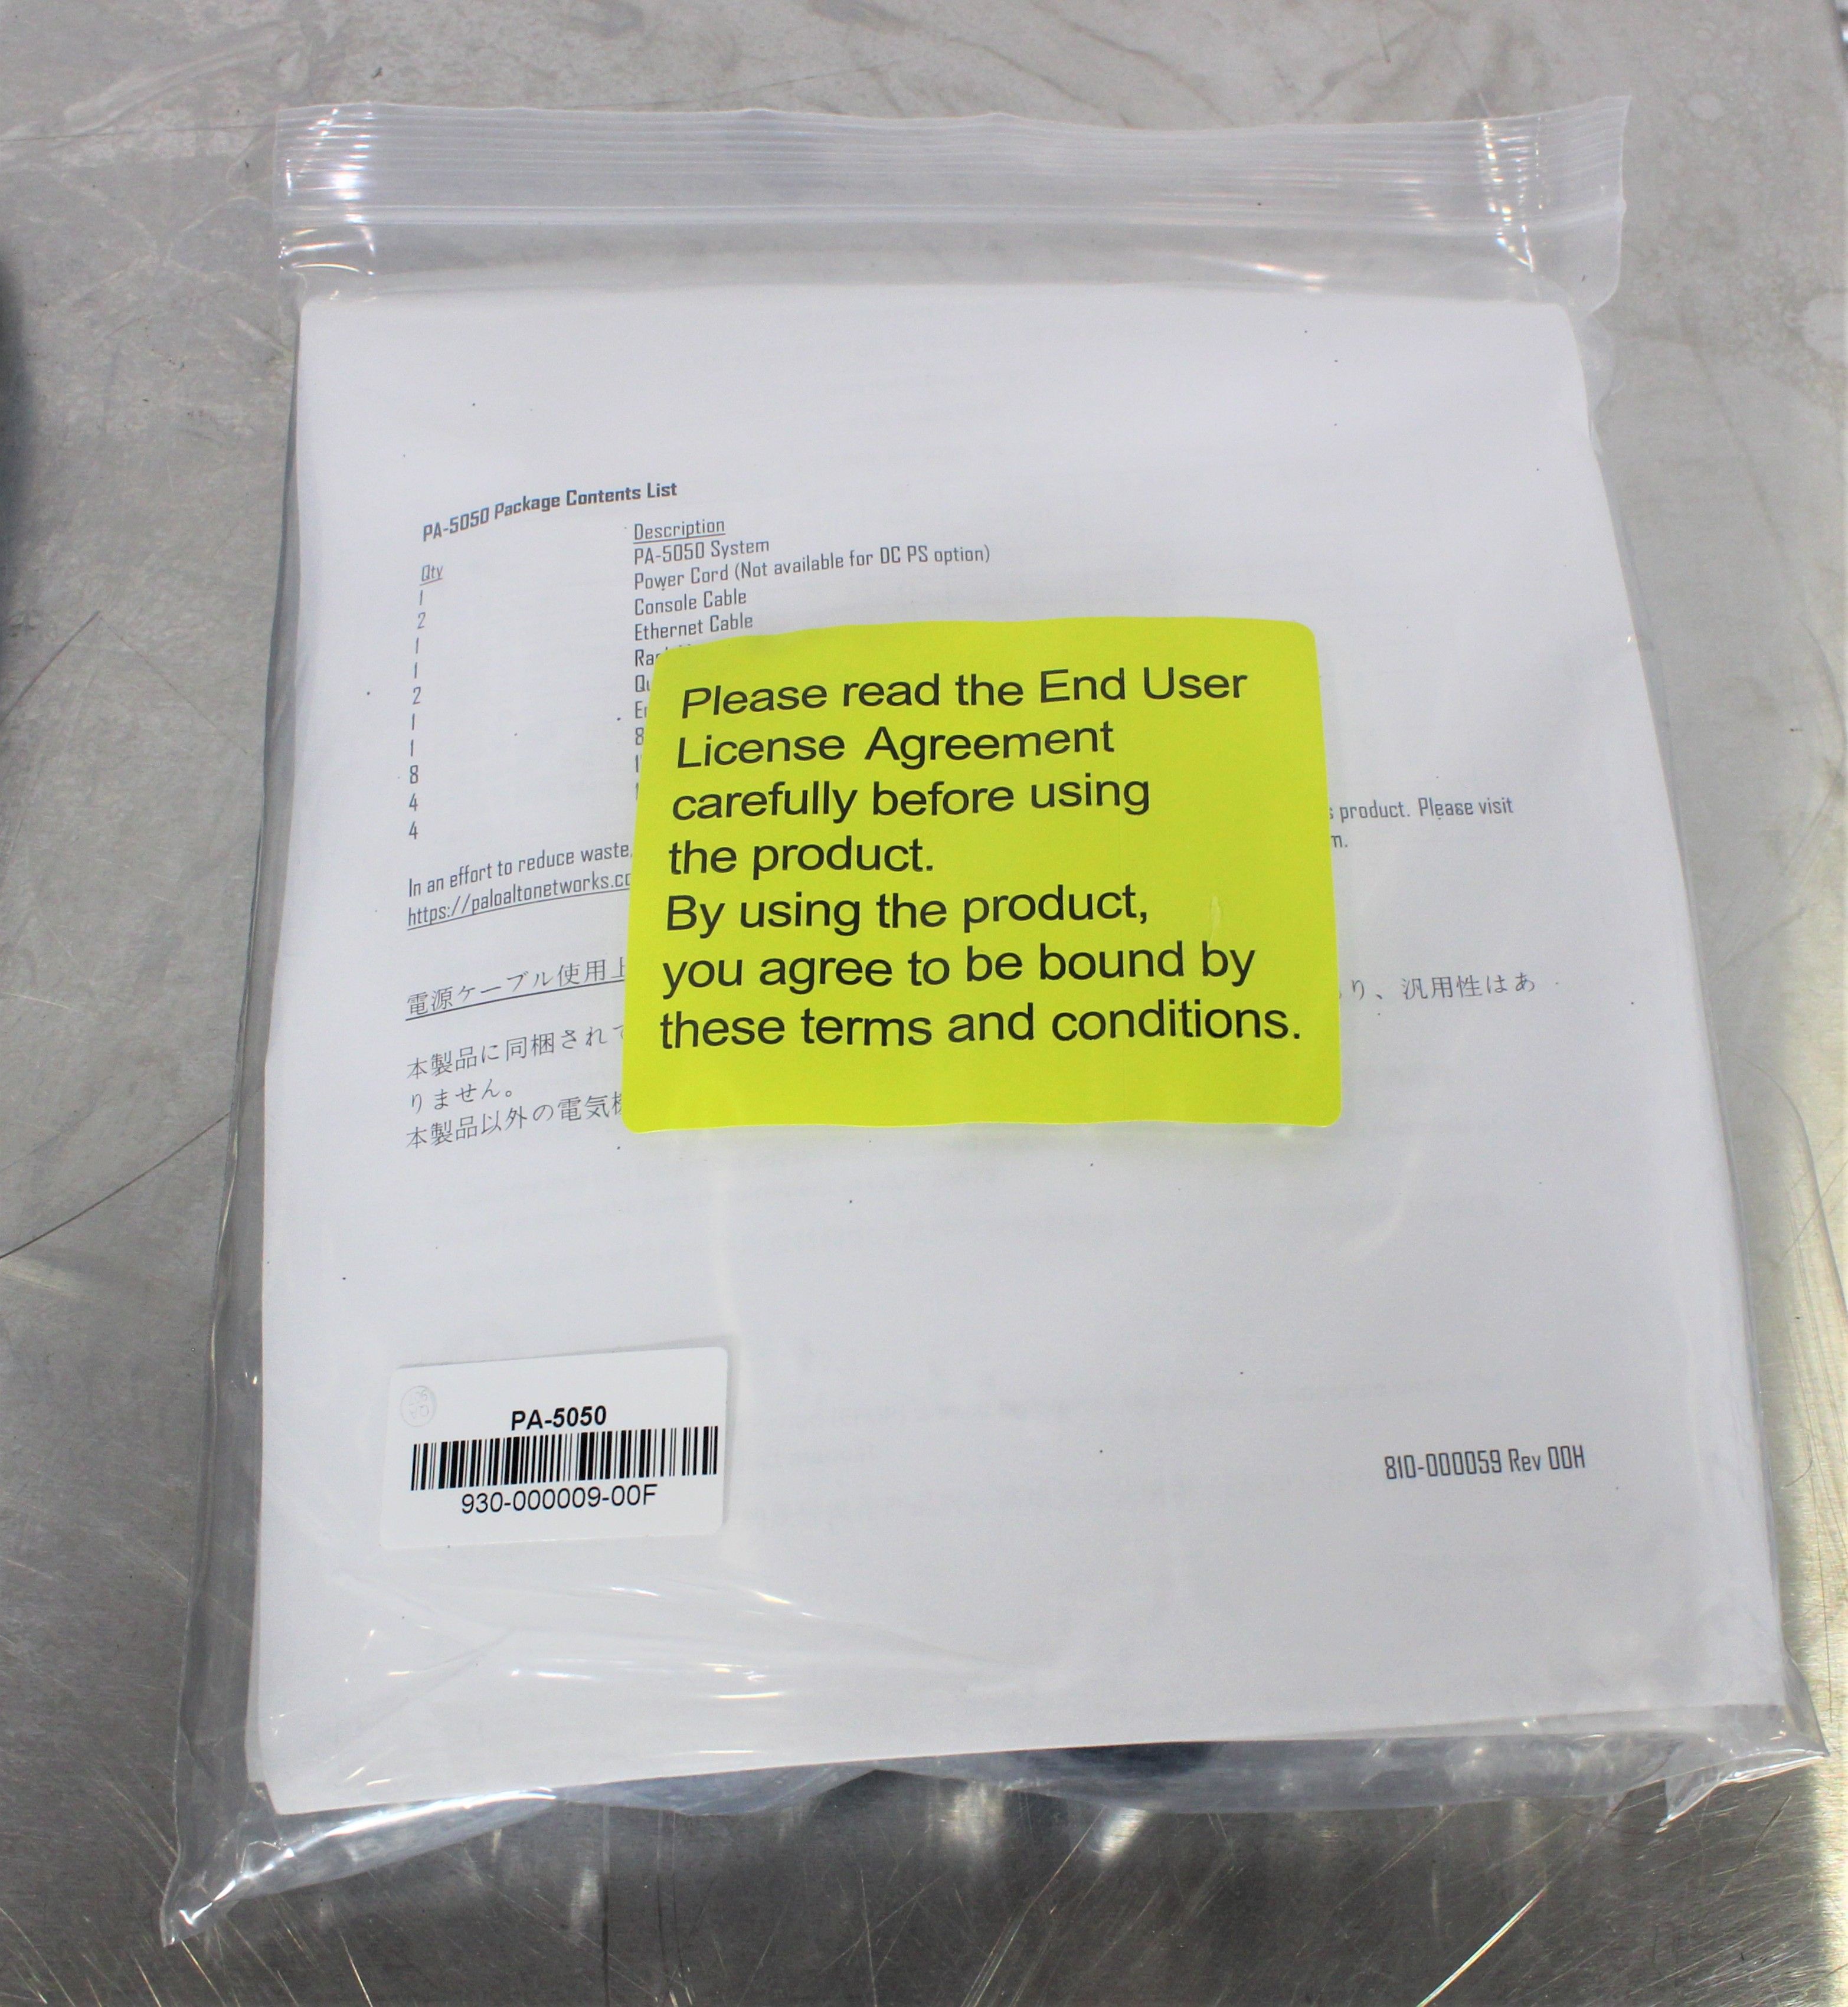 PA-5050 Package Contents List
Qty Description
1 PA-5050 System
2 Power Cord (Not available for DC PS option)
1 Console Cable
1 Ethernet Cable
2
1
1
8
4
4
In an effort to reduce waste, product. Please visit
https://paloaltonetworks.
Please read the End User
License Agreement
carefully before using
the product.
By using the product,
you agree to be bound by
these terms and conditions.
電源ケーブル使用上
本製品に同梱されて り、汎用性はあ
りません。
本製品以外の電気
PA-5050
930-000009-00F
810-000059 Rev 00H